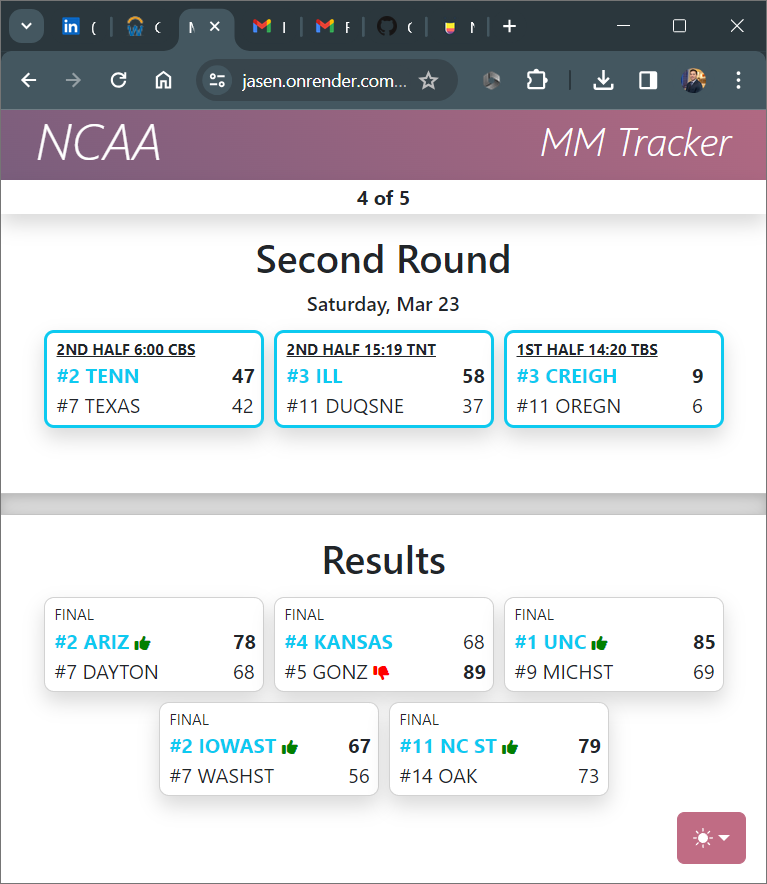 jasen.onrender.com...
NCAA
MM Tracker
4 of 5
Second Round
Saturday, Mar 23
2ND HALF 6:00 CBS
#2 TENN 47
#7 TEXAS 42
2ND HALF 15:19 TNT
#3 ILL 58
#11 DUQSNE 37
1ST HALF 14:20 TBS
#3 CREIGH 9
#11 OREGN 6
Results
FINAL
#2 ARIZ 78
#7 DAYTON 68
FINAL
#4 KANSAS 68
#5 GONZ 89
FINAL
#1 UNC 85
#9 MICHST 69
FINAL
#2 IOWAST 67
#7 WASHST 56
FINAL
#11 NC ST 79
#14 OAK 73